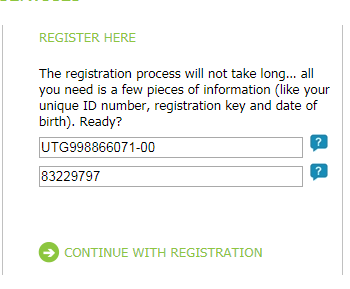 REGISTER HERE
The registration process will not take long... all
you need is a few pieces of information (like your
unique ID number, registration key and date of
birth). Ready?
UTG998866071-00
?
83229797
?
CONTINUE WITH REGISTRATION